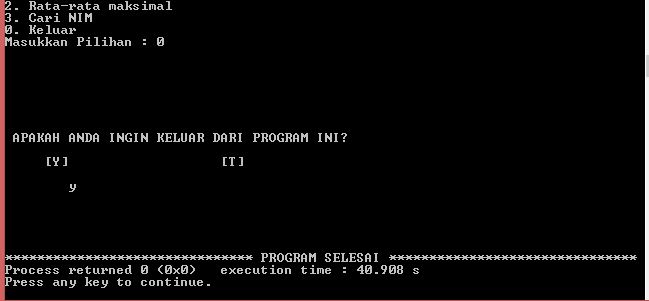 2. Rata-rata maksimal
3. Cari NIM
0. Keluar
Masukkan Pilihan : 0
APAKAH ANDA INGIN KELUAR DARI PROGRAM INI?
[Y] [T]
y
******************************* PROGRAM SELESAI *******************************
Process returned 0 (0x0) execution time : 40.908 s
Press any key to continue.